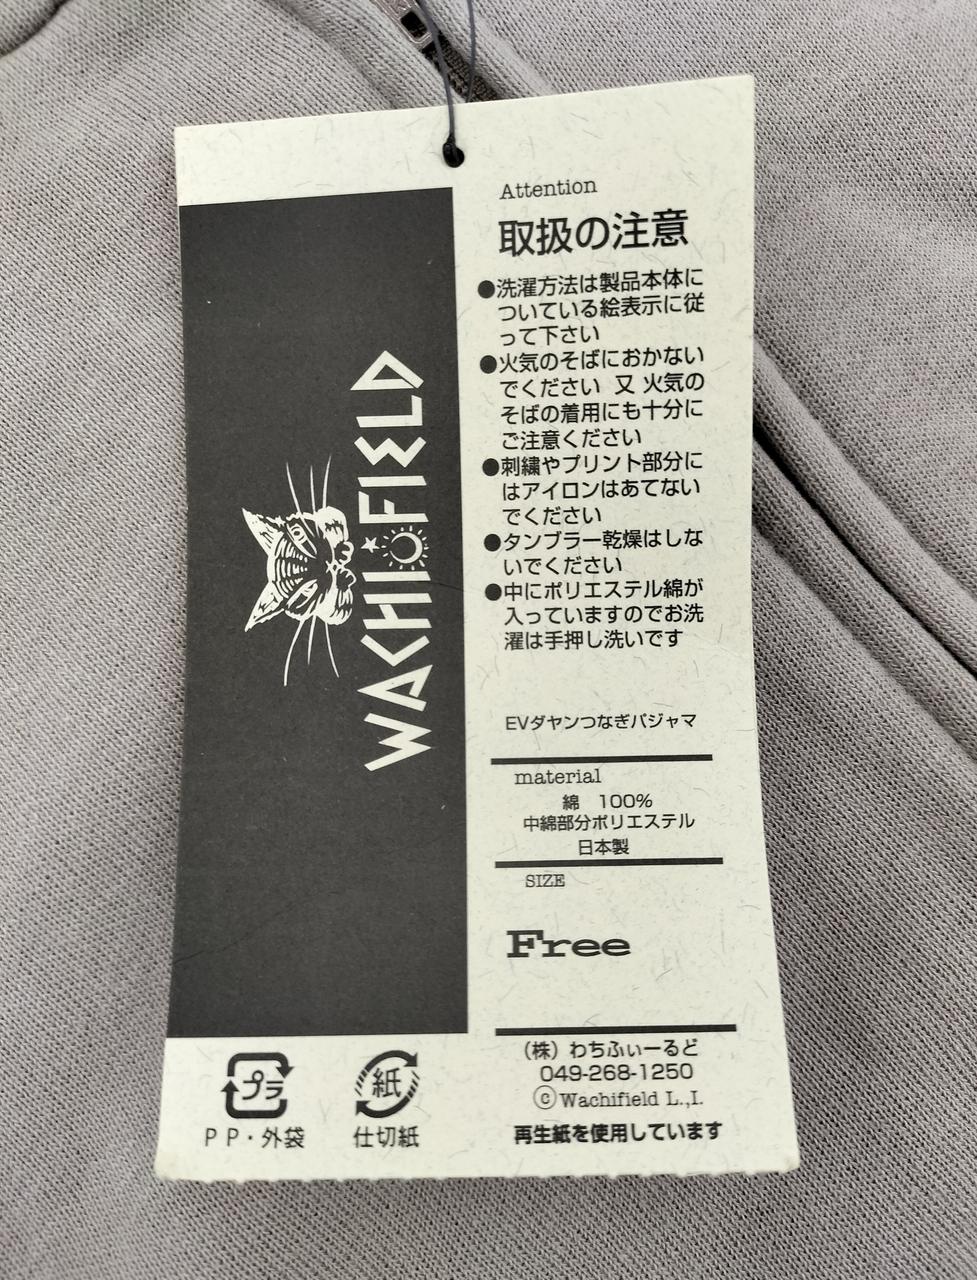 WACHIFIELD
Attention
取扱の注意
●洗濯方法は製品本体に
ついている絵表示に従
って下さい
●火気のそばにおかない
でください 又 火気の
そばの着用にも十分に
ご注意ください
●刺繍やプリント部分に
はアイロンはあてない
でください
●タンブラー乾燥はしな
いでください
●中にポリエステル綿が
入っていますのでお洗
濯は手押し洗いです
EVダヤンつなぎパジャマ
material
綿 100%
中綿部分ポリエステル
日本製
SIZE
Free
(株) わちふぃーるど
049-268-1250
©Wachifield L.,I.
再生紙を使用しています
プラ
PP・外袋
紙
仕切紙